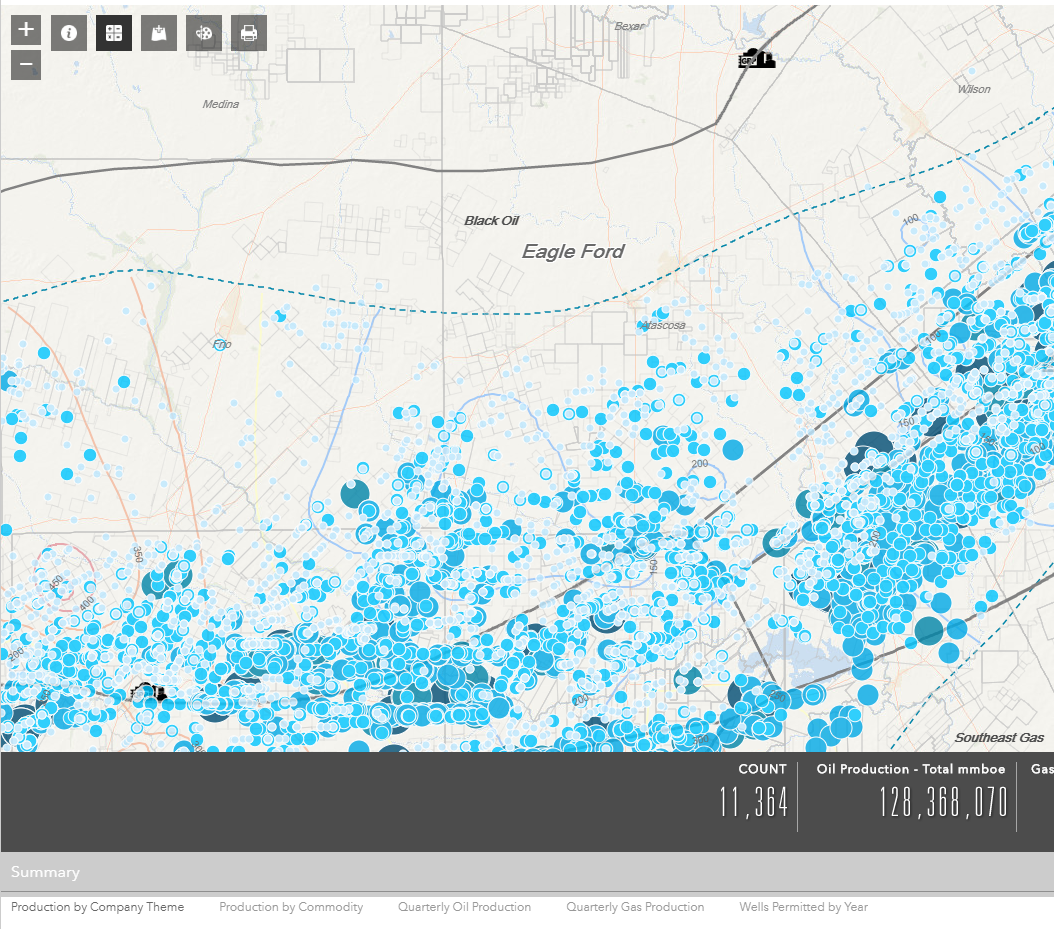 Bexar
Wilson
Medina
Black Oil
Eagle Ford
100
Atascosa
Frio
100
150
200
200
350
150
450
400
200
200
Southeast Gas
COUNT
Oil Production - Total mmboe
Gas
11,364
128,368,070
Summary
Production by Company Theme
Production by Commodity
Quarterly Oil Production
Quarterly Gas Production
Wells Permitted by Year